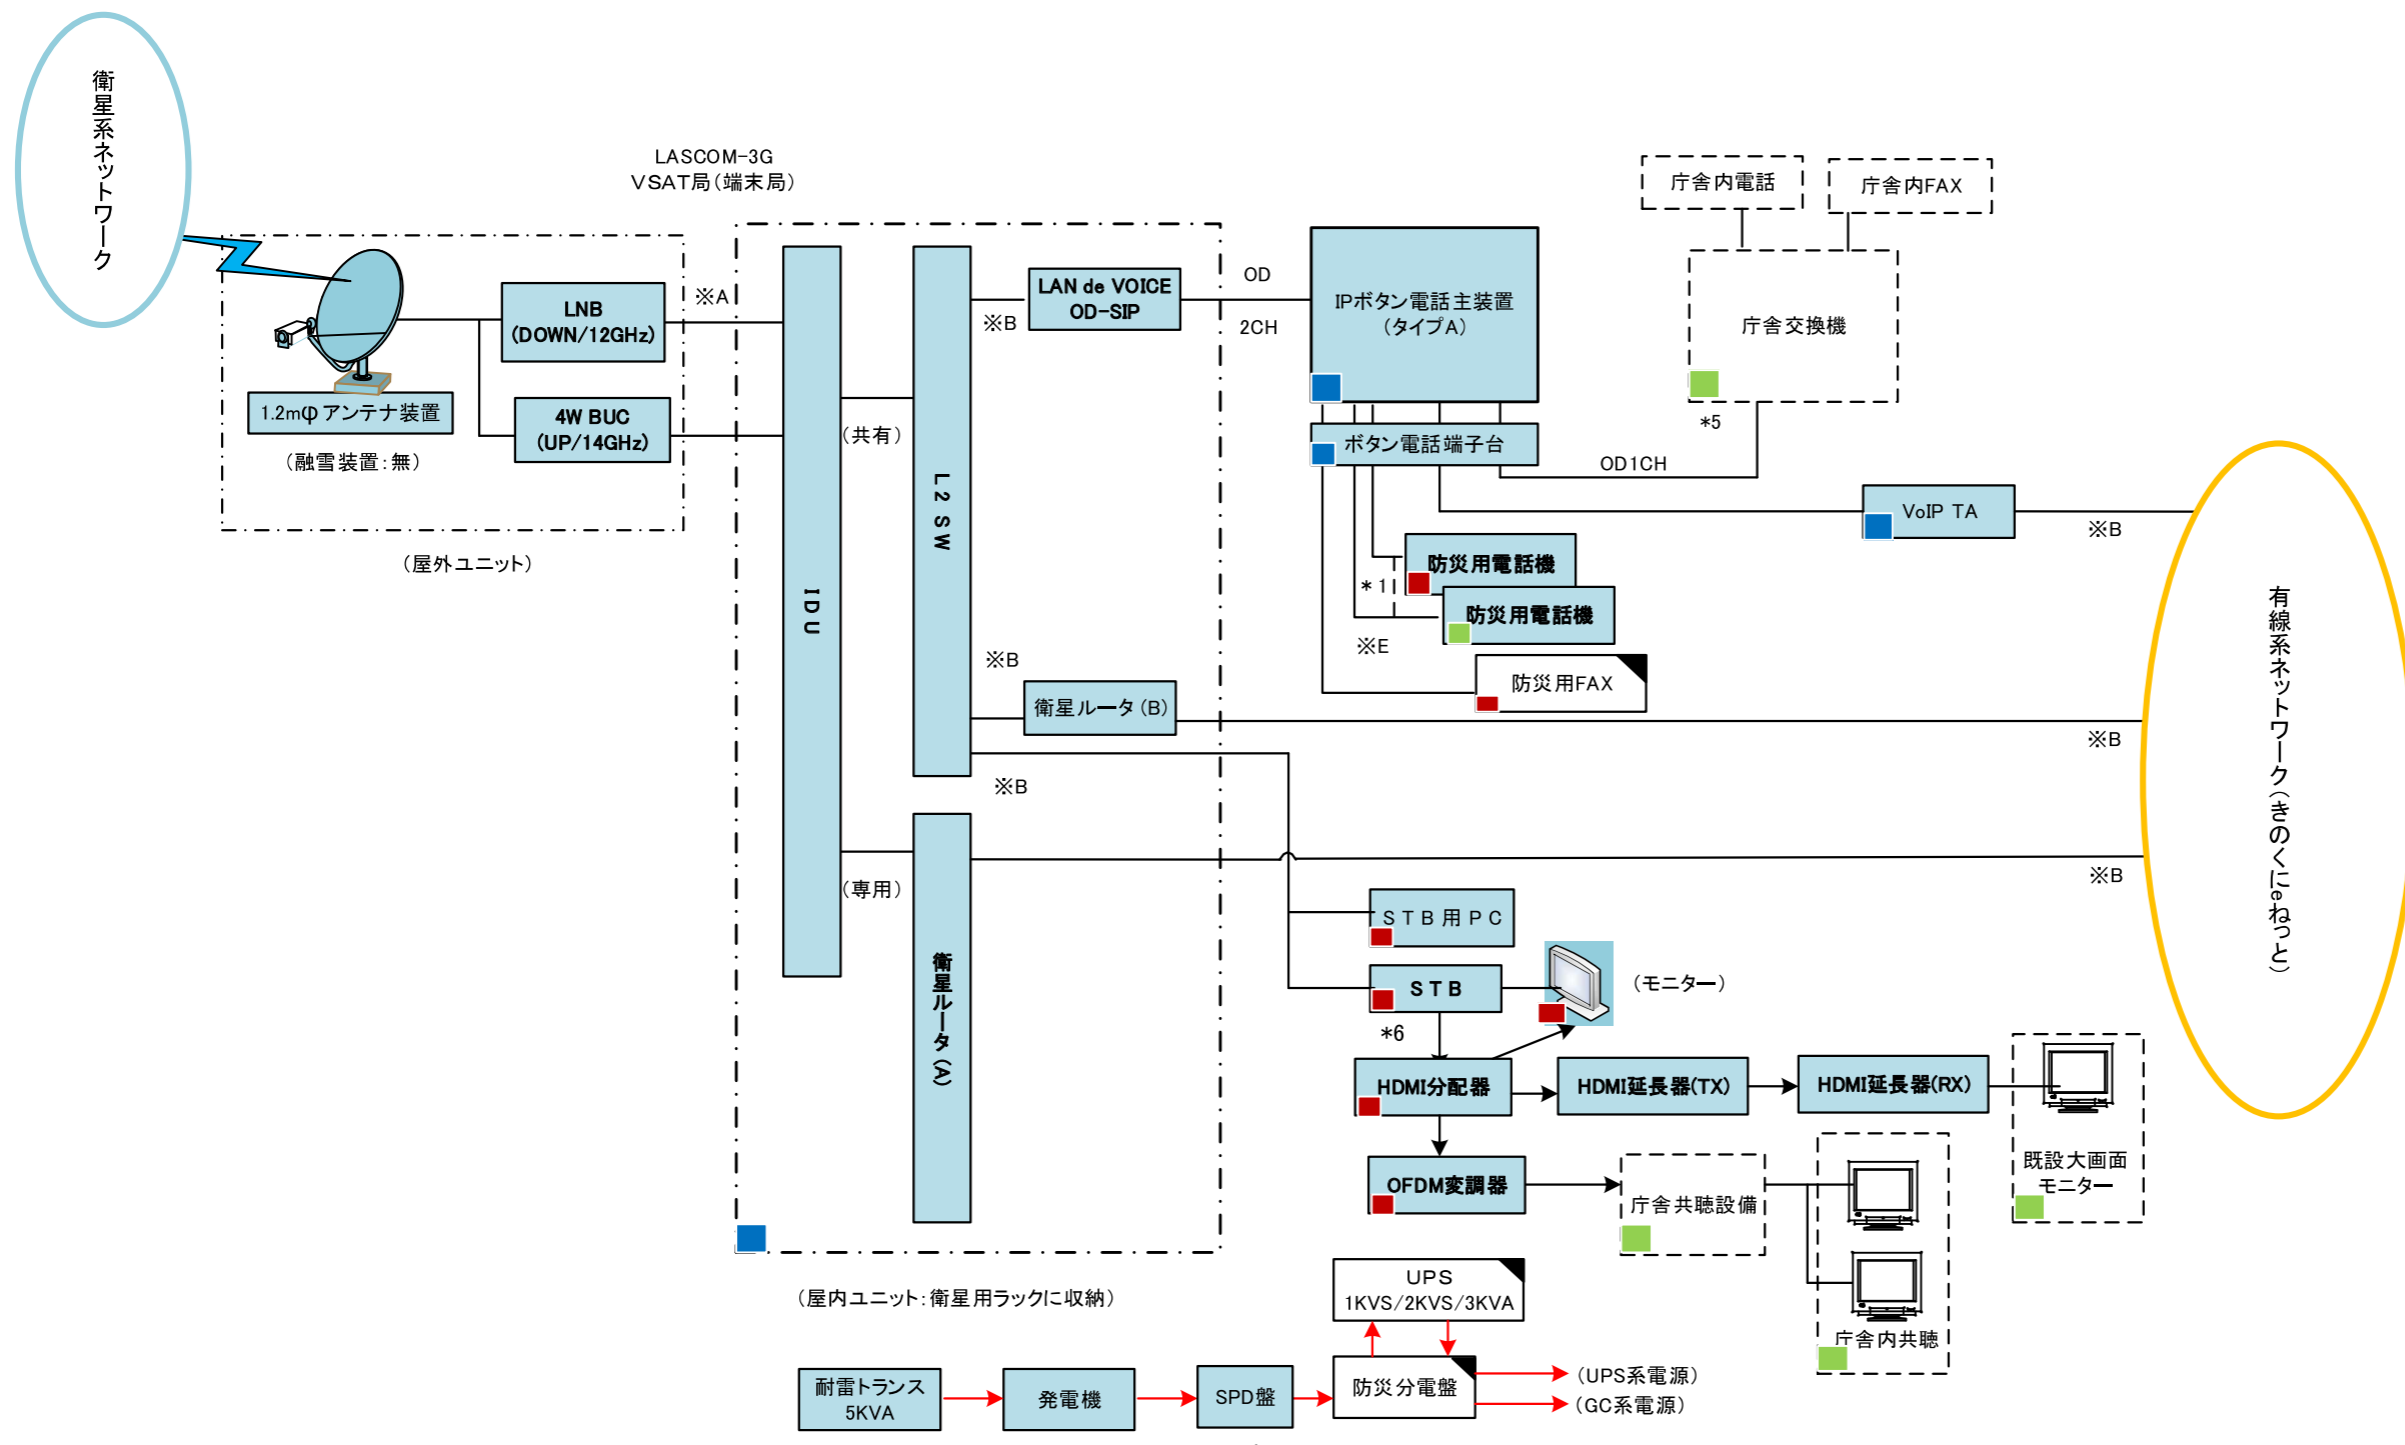 衛星系ネットワーク
LASCOM-3G
VSAT局(端末局)
LNB
(DOWN/12GHz)
※A
4W BUC
(UP/14GHz)
1.2mφ アンテナ装置
(融雪装置:無)
(屋外ユニット)
IDU
(共有)
(専用)
L2 SW
※B
LAN de VOICE
OD-SIP
OD
2CH
IPボタン電話主装置
(タイプA)
ボタン電話端子台
庁舎内電話
庁舎内FAX
庁舎交換機
*5
OD1CH
VoIP TA
※B
防災用電話機
*1
防災用電話機
※E
防災用FAX
※B
衛星ルータ (B)
※B
※B
※B
衛星ルータ(A)
有線系ネットワーク(きのくにeねっと)
STB用PC
STB
(モニター)
*6
HDMI分配器
HDMI延長器(TX)
HDMI延長器(RX)
既設大画面
モニター
OFDM変調器
庁舎共聴設備
庁舎内共聴
(屋内ユニット:衛星用ラックに収納)
UPS
1KVS/2KVS/3KVA
耐雷トランス
5KVA
発電機
SPD盤
防災分電盤
(UPS系電源)
(GC系電源)